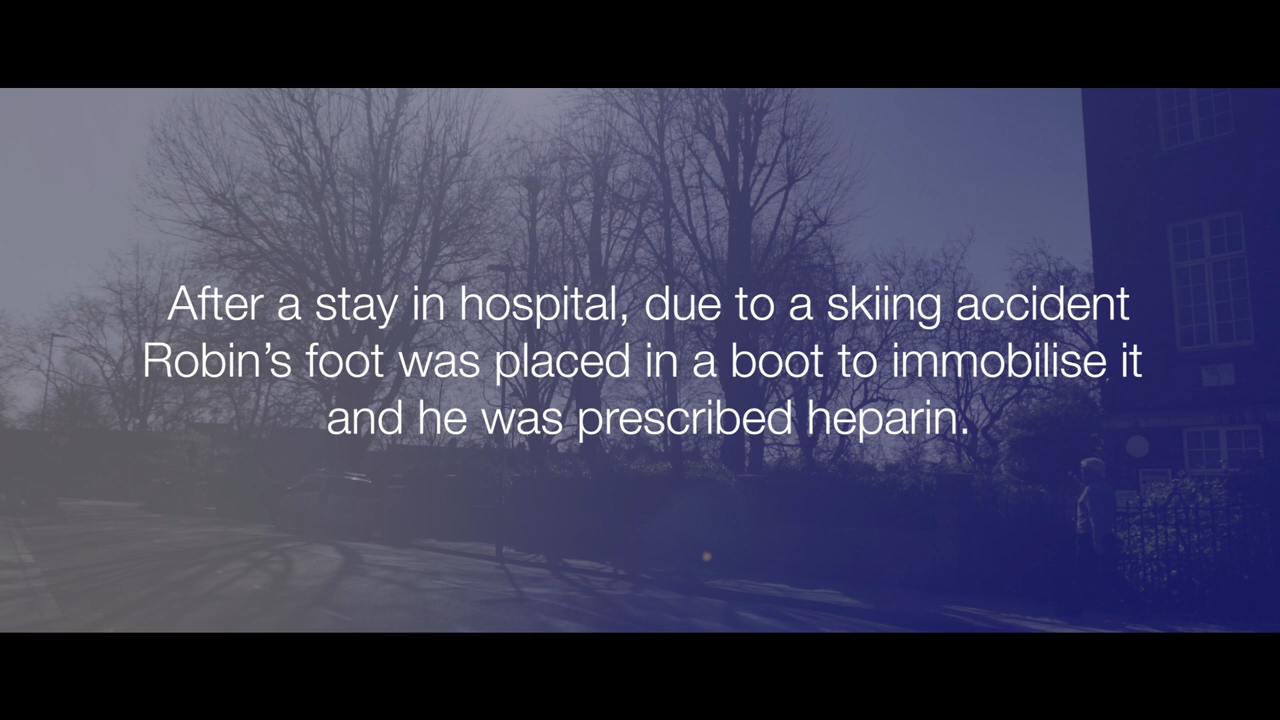 After a stay in hospital, due to a skiing accident
Robin’s foot was placed in a boot to immobilise it
and he was prescribed heparin.